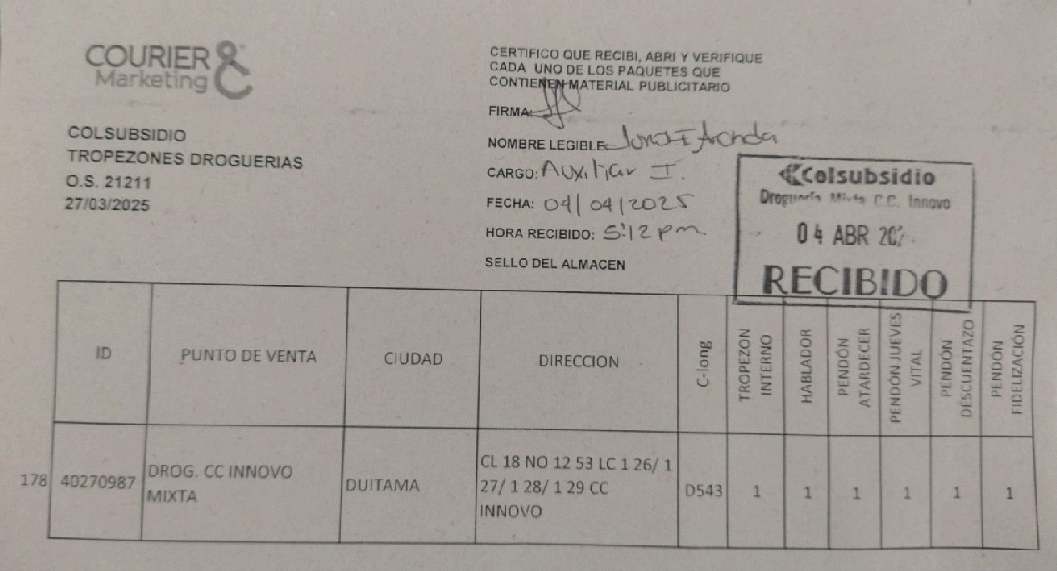 COURIER &
Marketing
COLSUBSIDIO
TROPEZONES DROGUERIAS
O.S. 21211
27/03/2025
CERTIFICO QUE RECIBI, ABRI Y VERIFIQUE
CADA UNO DE LOS PAQUETES QUE
CONTIENEN MATERIAL PUBLICITARIO
FIRMA:
NOMBRE LEGIBLE:
CARGO: Auxiliar I.
FECHA: 04/04/2025
HORA RECIBIDO: 5:12 pm.
SELLO DEL ALMACEN
Colsubsidio
Droguería Mixta C.C. Innovo
04 ABR
RECIBIDO
ID PUNTO DE VENTA CIUDAD DIRECCION C-long TROPEZON INTERNO HABLADOR PENDÓN ATARDECER PENDÓN JUEVES VITAL PENDÓN DESCUENTAZO PENDÓN FIDELIZACIÓN
178 40270987 DROG. CC INNOVO MIXTA DUITAMA CL 18 NO 12 53 LC 1 26/ 1 27/ 1 28/ 1 29 CC INNOVO D543 1 1 1 1 1 1